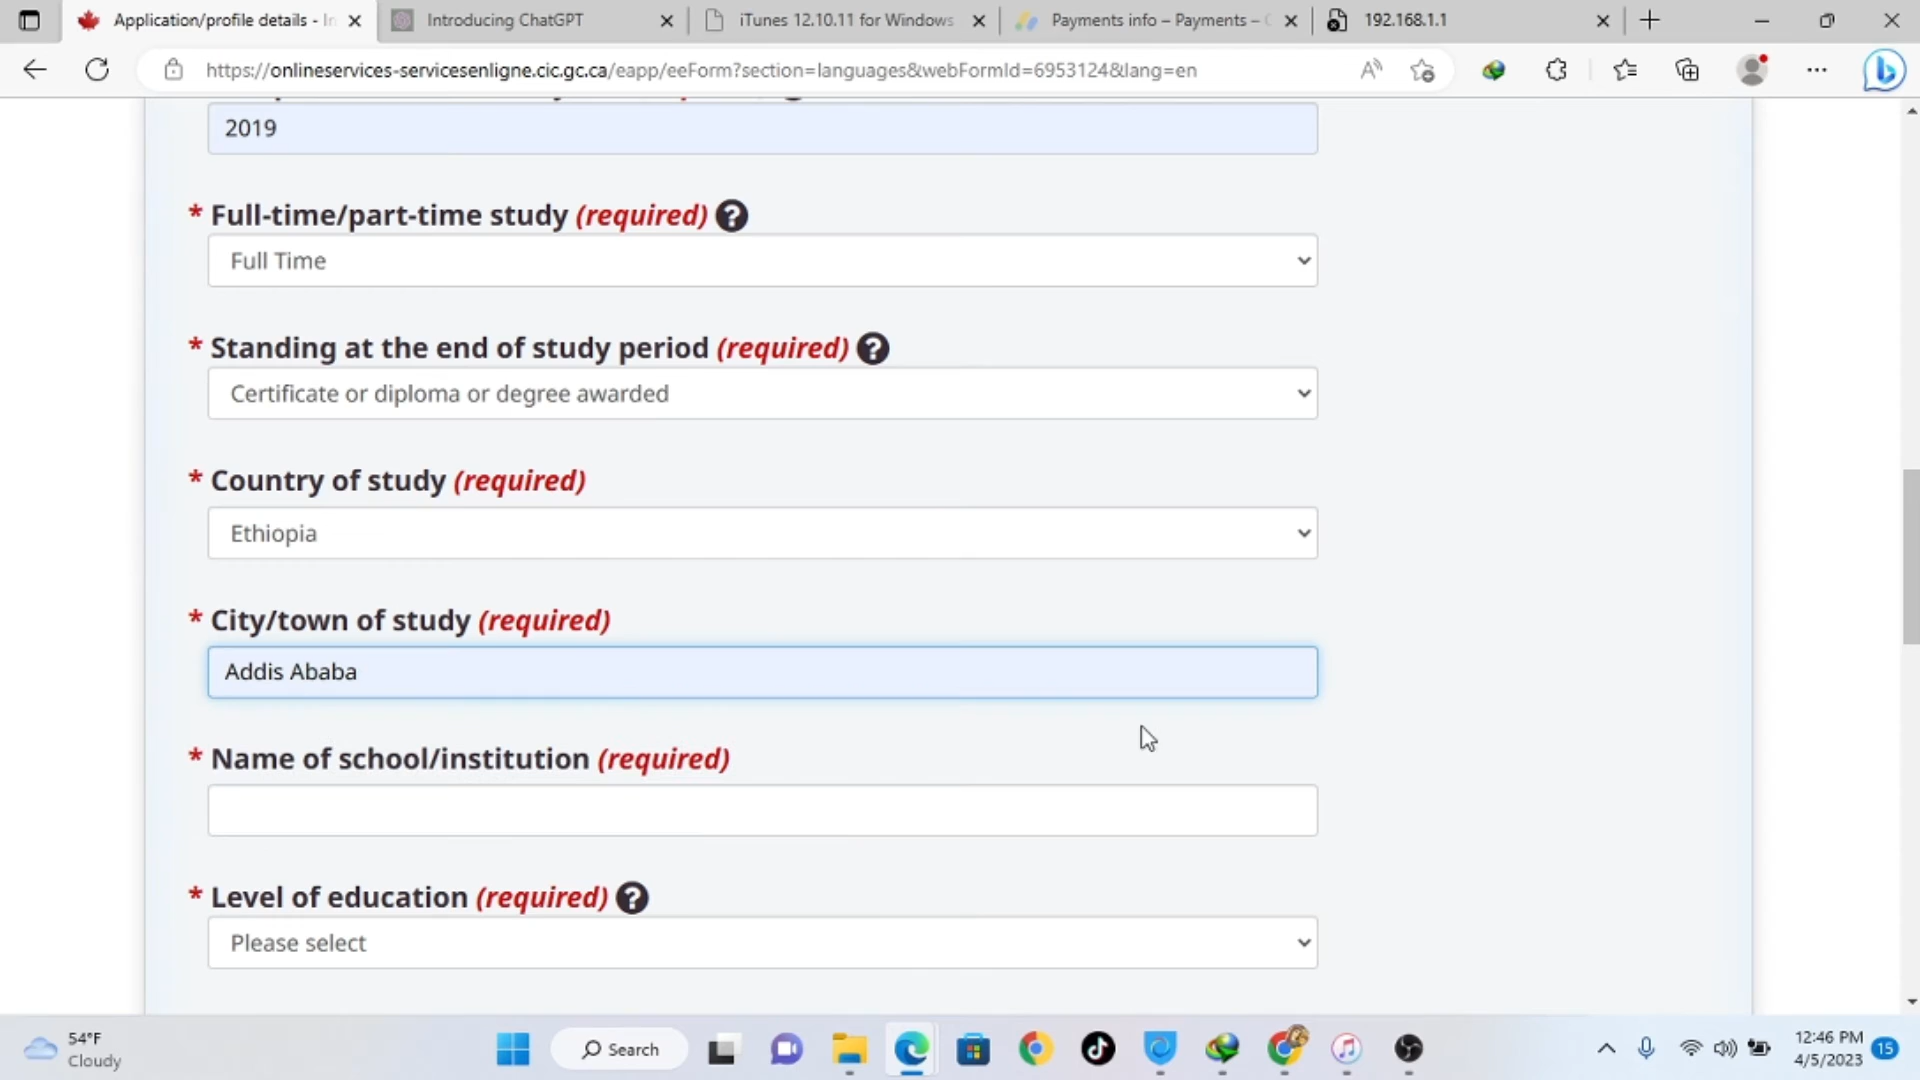 Application/profile details - In
Introducing ChatGPT
iTunes 12.10.11 for Windows
Payments info – Payments –
192.168.1.1
https://onlineservices-servicesenligne.cic.gc.ca/eapp/eeForm?section=languages&webFormId=6953124&lang=en
2019
* Full-time/part-time study (required) ?
Full Time
* Standing at the end of study period (required) ?
Certificate or diploma or degree awarded
* Country of study (required)
Ethiopia
* City/town of study (required)
Addis Ababa
* Name of school/institution (required)
* Level of education (required) ?
Please select
54°F
Cloudy
Search
12:46 PM
4/5/2023
15